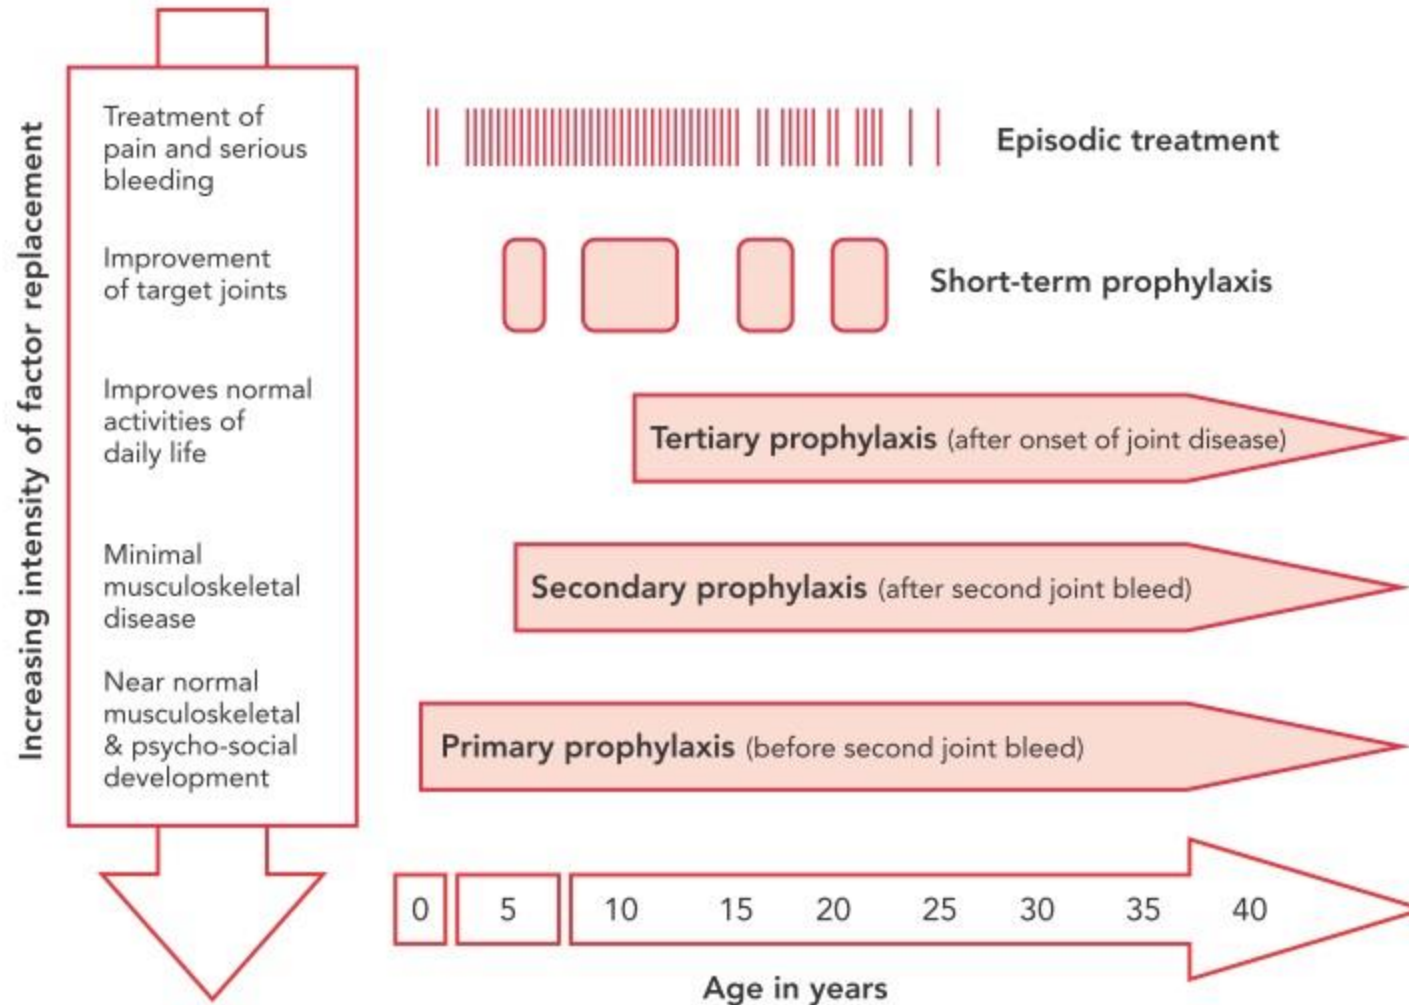 Increasing intensity of factor replacement
Treatment of
pain and serious
bleeding
Episodic treatment
Improvement
of target joints
Short-term prophylaxis
Improves normal
activities of
daily life
Tertiary prophylaxis (after onset of joint disease)
Minimal
musculoskeletal
disease
Secondary prophylaxis (after second joint bleed)
Near normal
musculoskeletal
& psycho-social
development
Primary prophylaxis (before second joint bleed)
0 5 10 15 20 25 30 35 40
Age in years